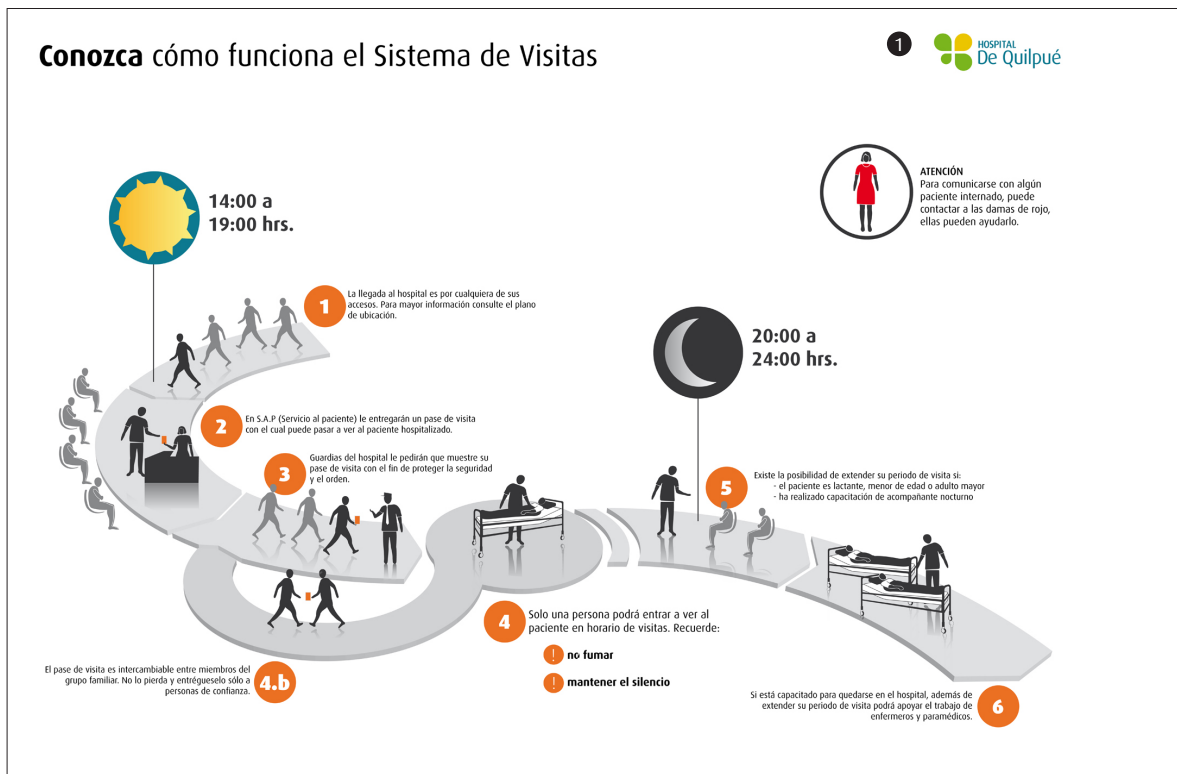 Conozca cómo funciona el Sistema de Visitas
1
HOSPITAL
De Quilpué
ATENCIÓN
Para comunicarse con algún
paciente internado, puede
contactar a las damas de rojo,
ellas pueden ayudarlo.
14:00 a
19:00 hrs.
1
La llegada al hospital es por cualquiera de sus
accesos. Para mayor información consulte el plano
de ubicación.
20:00 a
24:00 hrs.
2
En S.A.P (Servicio al paciente) le entregarán un pase de visita
con el cual puede pasar a ver al paciente hospitalizado.
3
Guardias del hospital le pedirán que muestre su
pase de visita con el fin de proteger la seguridad
y el orden.
5
Existe la posibilidad de extender su periodo de visita si:
- el paciente es lactante, menor de edad o adulto mayor
- ha realizado capacitación de acompañante nocturno
4
Solo una persona podrá entrar a ver al
paciente en horario de visitas. Recuerde:
! no fumar
! mantener el silencio
El pase de visita es intercambiable entre miembros del
grupo familiar. No lo pierda y entrégueselo sólo a
personas de confianza.
4.b
Si está capacitado para quedarse en el hospital, además de
extender su periodo de visita podrá apoyar el trabajo de
enfermeros y paramédicos.
6